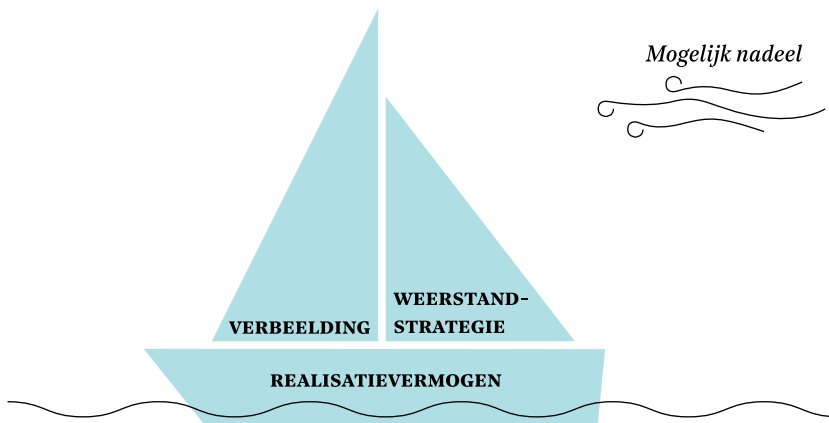 Mogelijk nadeel
WEERSTAND-
STRATEGIE
VERBEELDING
REALISATIEVERMOGEN